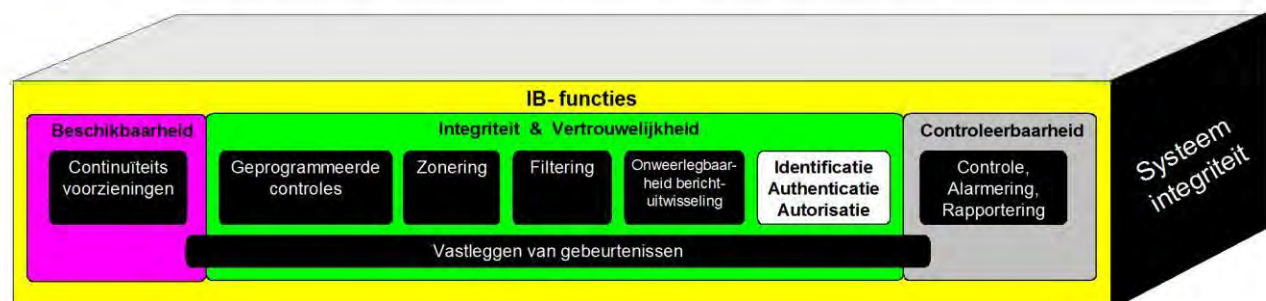 IB- functies
Beschikbaarheid
Continuïteits
voorzieningen
Integriteit & Vertrouwelijkheid
Geprogrammeerde
controles
Zonering
Filtering
Onweerlegbaar-
heid bericht-
uitwisseling
Identificatie
Authenticatie
Autorisatie
Controleerbaarheid
Controle,
Alarmering,
Rapportering
Vastleggen van gebeurtenissen
Systeem
integriteit